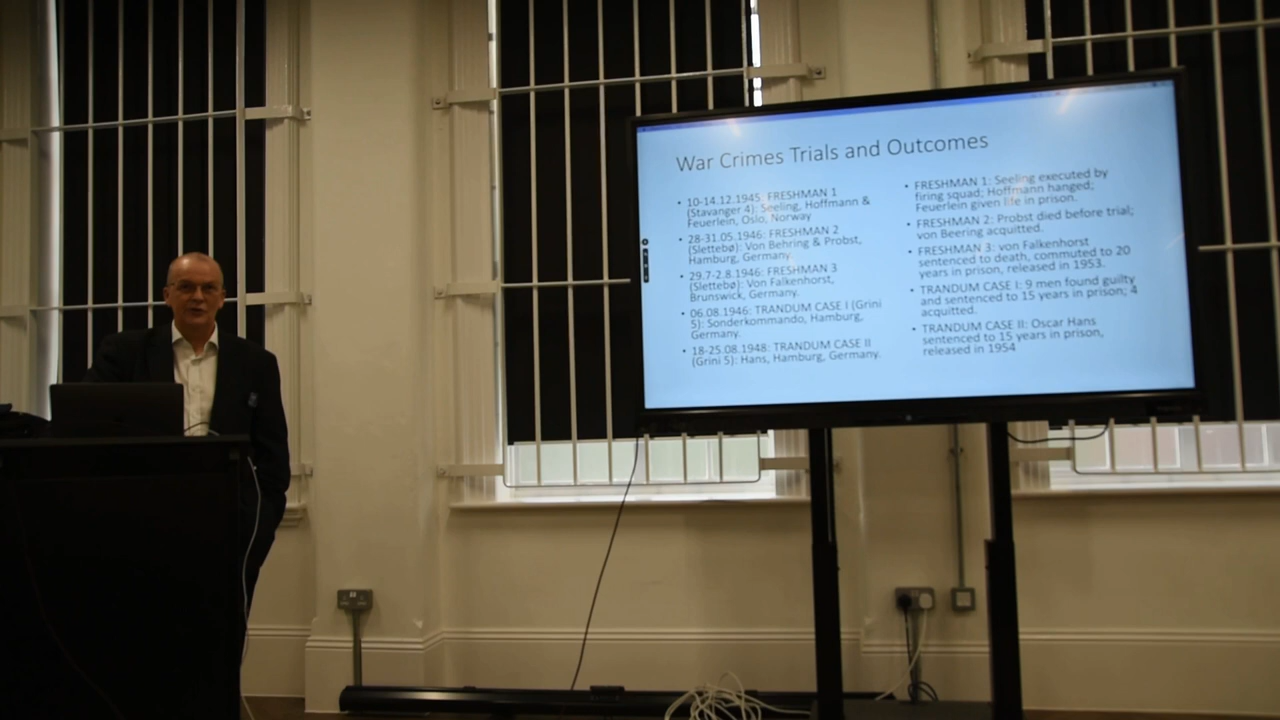 War Crimes Trials and Outcomes
• 10-14.12.1945: FRESHMAN 1
(Stavanger 4): Seeling, Hoffmann &
Feuerlein, Oslo, Norway
• 28-31.05.1946: FRESHMAN 2
(Slettebø): Von Behring & Probst,
Hamburg, Germany
• 29.7-2.8.1946: FRESHMAN 3
(Slettebø): Von Falkenhorst,
Brunswick, Germany.
• 06.08.1946: TRANDUM CASE I (Grini
5): Sonderkommando, Hamburg,
Germany.
• 18-25.08.1948: TRANDUM CASE II
(Grini 5): Hans, Hamburg, Germany.
• FRESHMAN 1: Seeling executed by
firing squad; Hoffmann hanged;
Feuerlein given life in prison.
• FRESHMAN 2: Probst died before trial;
von Beering acquitted.
• FRESHMAN 3: von Falkenhorst
sentenced to death, commuted to 20
years in prison, released in 1953.
• TRANDUM CASE I: 9 men found guilty
and sentenced to 15 years in prison; 4
acquitted.
• TRANDUM CASE II: Oscar Hans
sentenced to 15 years in prison,
released in 1954